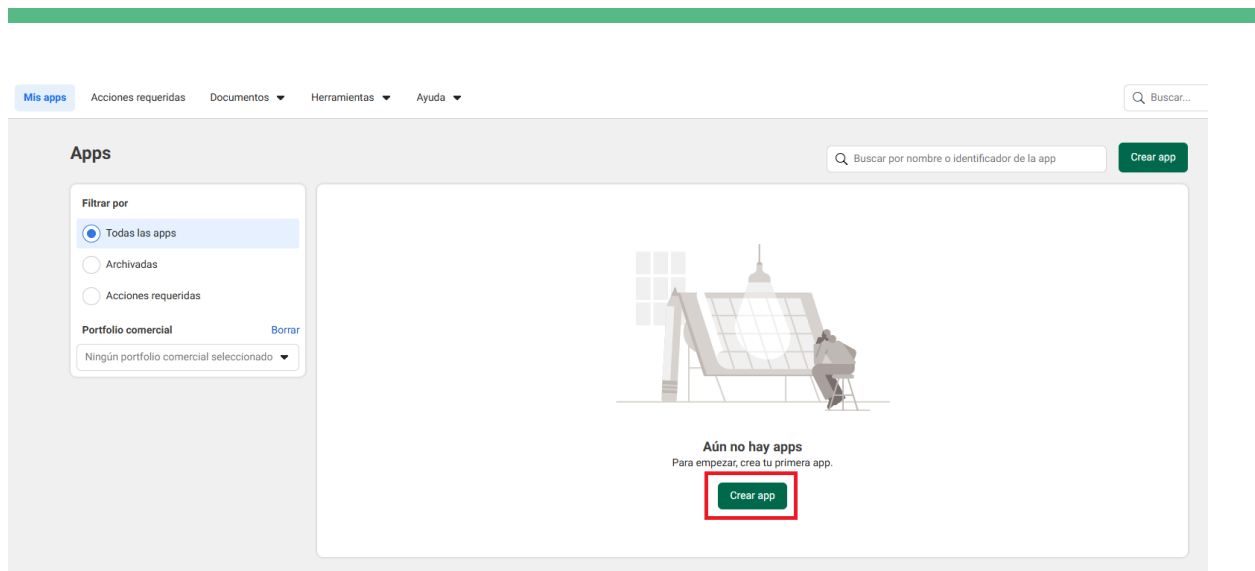 Mis apps Acciones requeridas Documentos Herramientas Ayuda Buscar...
Apps
Buscar por nombre o identificador de la app Crear app
Filtrar por
Todas las apps
Archivadas
Acciones requeridas
Portfolio comercial Borrar
Ningún portfolio comercial seleccionado
Aún no hay apps
Para empezar, crea tu primera app.
Crear app